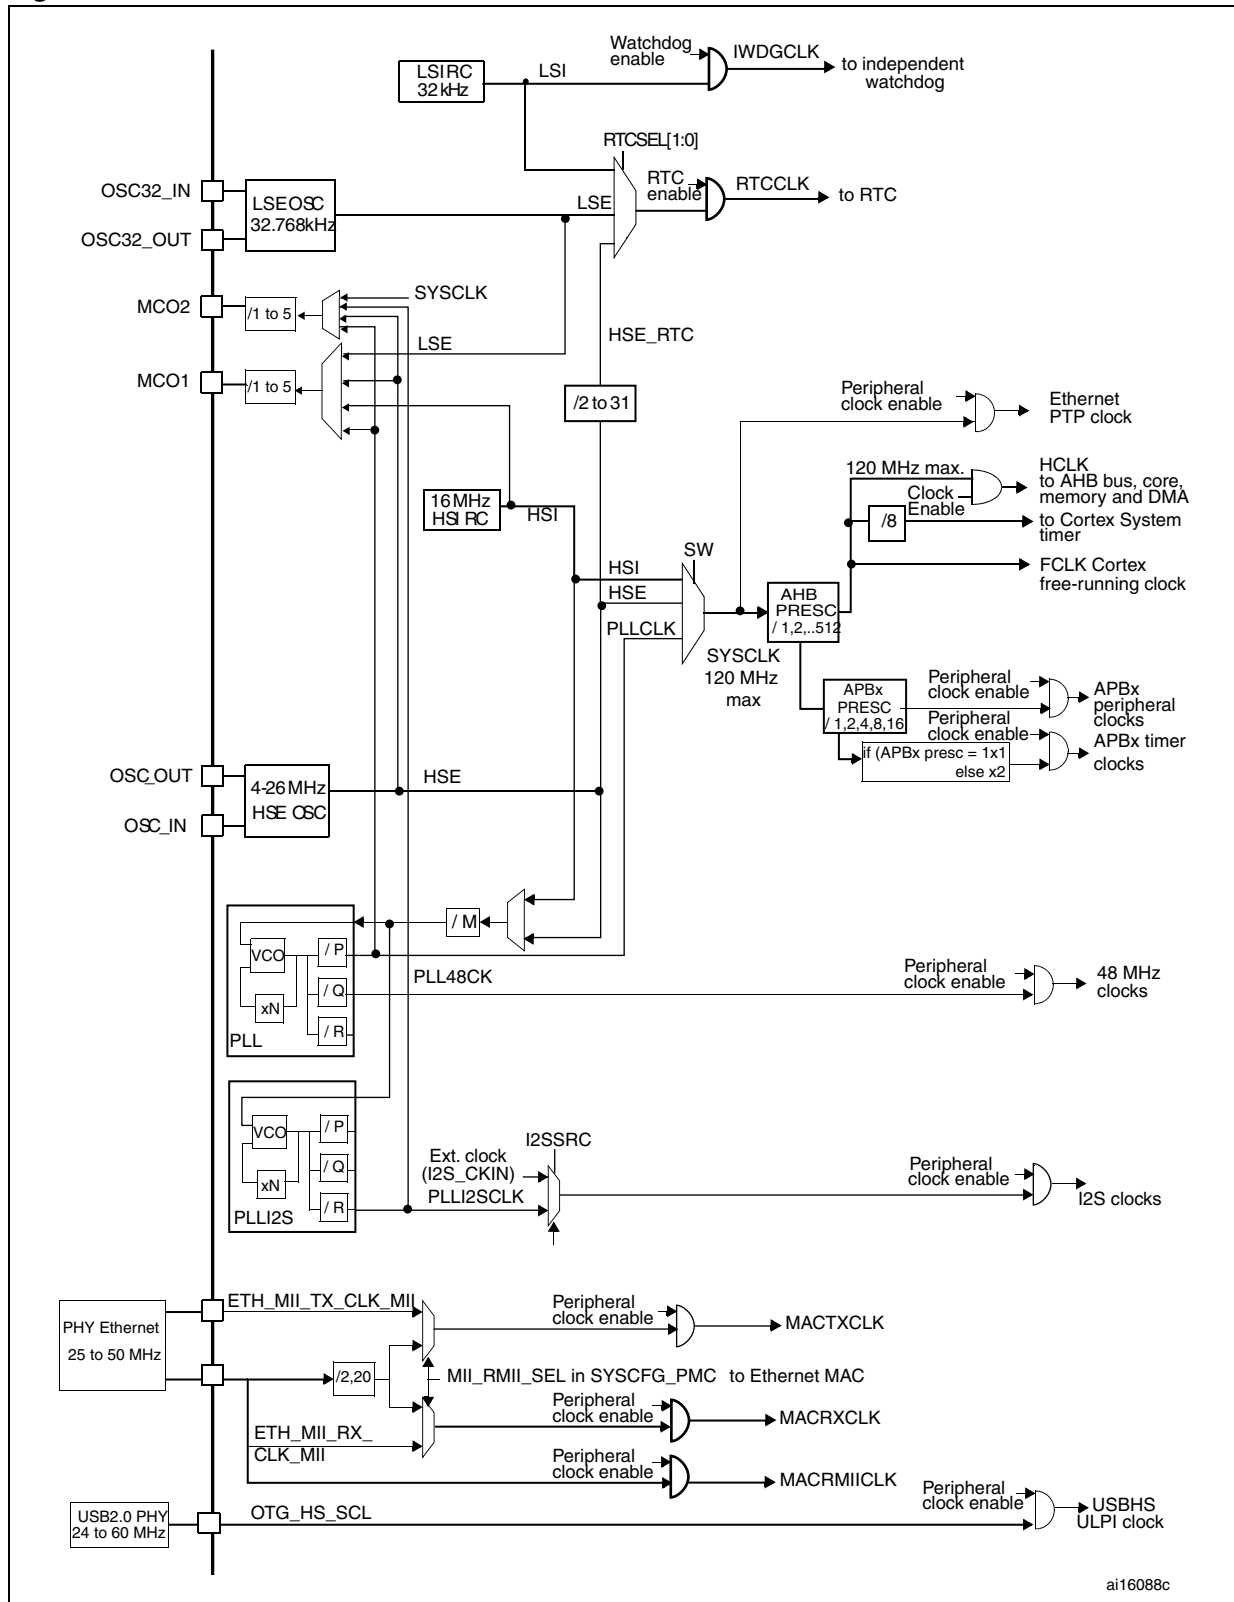 Watchdog
enable
IWDGCLK
to independent
watchdog
LSI RC
32 kHz
LSI
RTCSEL[1:0]
OSC32_IN
LSE OSC
32.768 kHz
OSC32_OUT
LSE
RTC
enable
RTCCLK
to RTC
MCO2
/1 to 5
SYSCLK
HSE_RTC
LSE
MCO1
/1 to 5
/2 to 31
Peripheral
clock enable
Ethernet
PTP clock
16 MHz
HSI RC
HSI
120 MHz max.
Clock
Enable
HCLK
to AHB bus, core,
memory and DMA
/8
to Cortex System
timer
FCLK Cortex
free-running clock
SW
HSI
HSE
PLLCLK
SYSCLK
120 MHz
max
AHB
PRESC
/ 1,2,..512
APBx
PRESC
/ 1,2,4,8,16
Peripheral
clock enable
APBx
peripheral
clocks
if (APBx presc = 1x1
else x2
Peripheral
clock enable
APBx timer
clocks
OSC_OUT
4-26 MHz
HSE OSC
OSC_IN
HSE
/ M
VCO
xN
/ P
/ Q
/ R
PLL
PLL48CK
Peripheral
clock enable
48 MHz
clocks
VCO
xN
/ P
/ Q
/ R
PLLI2S
I2SSRC
Ext. clock
(I2S_CKIN)
PLLI2SCLK
Peripheral
clock enable
I2S clocks
PHY Ethernet
25 to 50 MHz
ETH_MII_TX_CLK_MII
Peripheral
clock enable
MACTXCLK
/2,20
MII_RMII_SEL in SYSCFG_PMC
to Ethernet MAC
ETH_MII_RX_
CLK_MII
Peripheral
clock enable
MACRXCLK
Peripheral
clock enable
MACRMIICLK
USB2.0 PHY
24 to 60 MHz
OTG_HS_SCL
Peripheral
clock enable
USBHS
ULPI clock
ai16088c